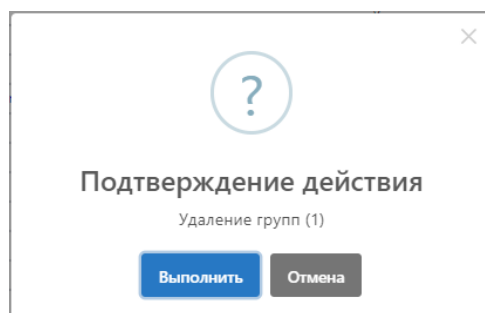 ?
Подтверждение действия
Удаление групп (1)
Выполнить Отмена